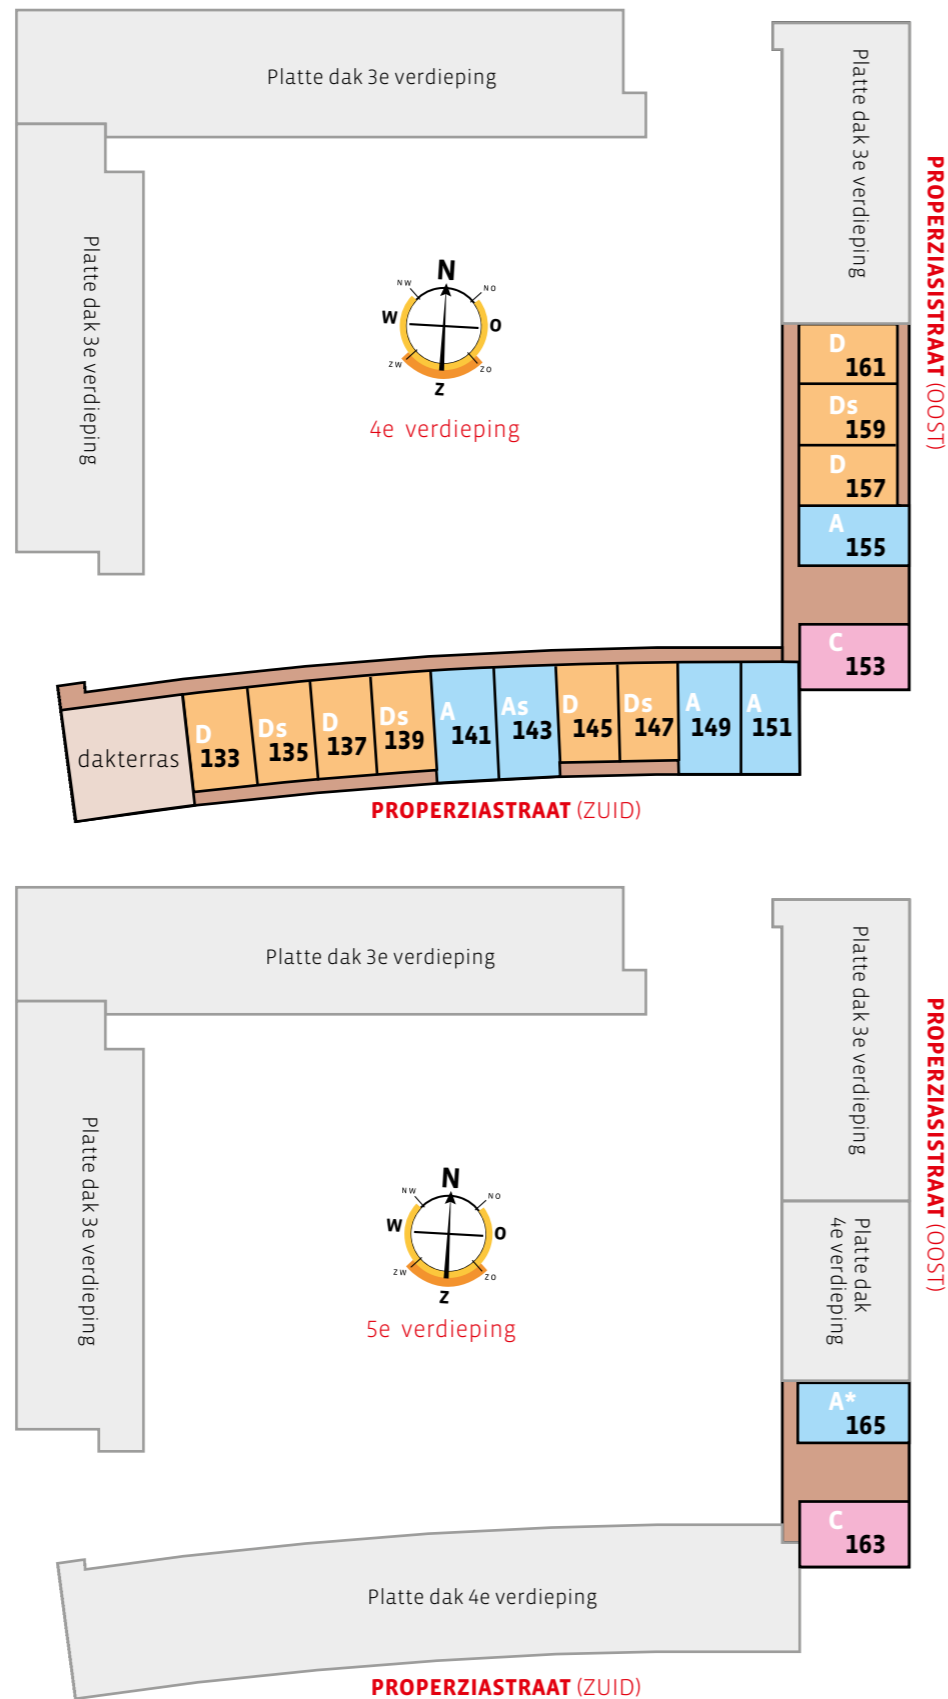 Platte dak 3e verdieping
Platte dak 3e verdieping
Platte dak 3e verdieping
PROPERZIASISTRAAT (OOST)
N
NW
NO
W
O
ZW
ZO
Z
4e verdieping
D
161
Ds
159
D
157
A
155
C
153
dakterras
D
133
Ds
135
D
137
Ds
139
A
141
As
143
D
145
Ds
147
A
149
A
151
PROPERZIASTRAAT (ZUID)
Platte dak 3e verdieping
Platte dak 3e verdieping
Platte dak 3e verdieping
PROPERZIASISTRAAT (OOST)
N
NW
NO
W
O
ZW
ZO
Z
5e verdieping
Platte dak
4e verdieping
A*
165
C
163
Platte dak 4e verdieping
PROPERZIASTRAAT (ZUID)